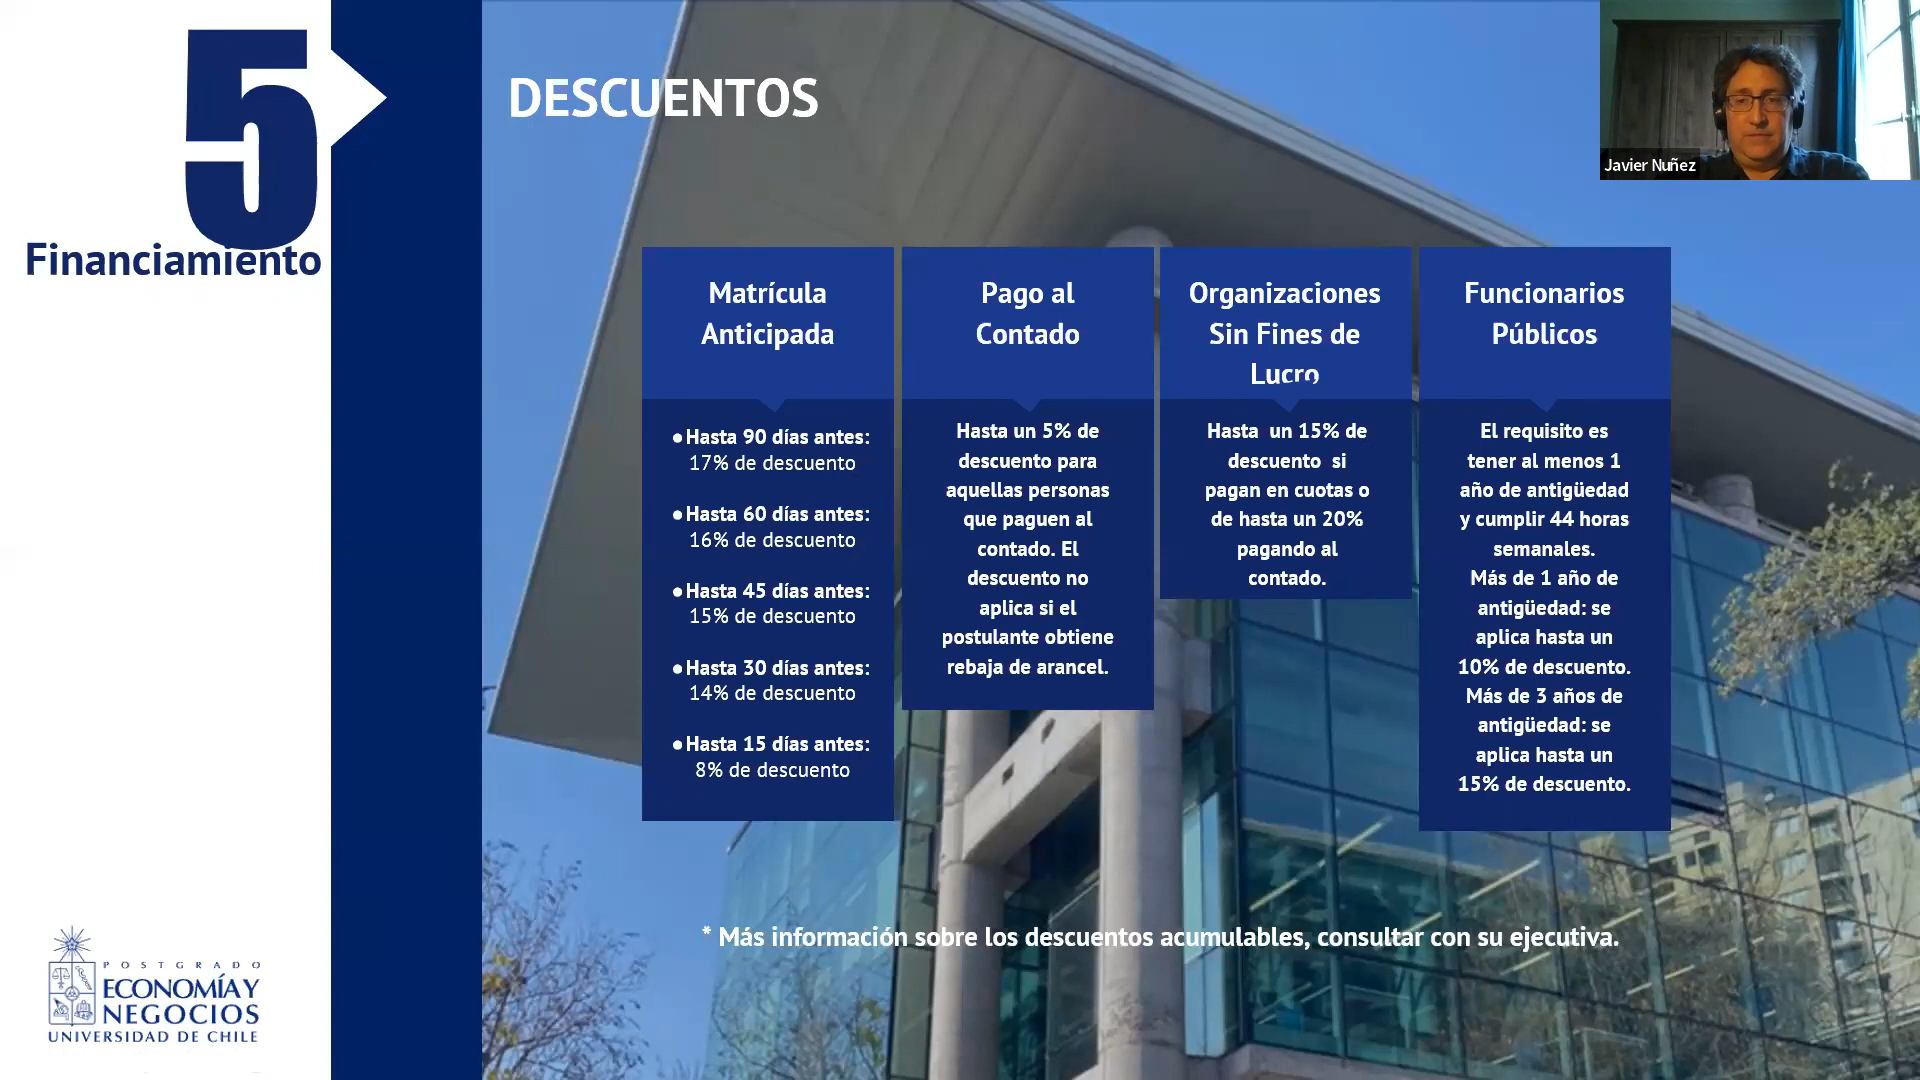 5
Financiamiento
DESCUENTOS
Javier Nuñez
Matrícula
Anticipada
●Hasta 90 días antes:
17% de descuento
●Hasta 60 días antes:
16% de descuento
●Hasta 45 días antes:
15% de descuento
●Hasta 30 días antes:
14% de descuento
●Hasta 15 días antes:
8% de descuento
Pago al
Contado
Hasta un 5% de
descuento para
aquellas personas
que paguen al
contado. El
descuento no
aplica si el
postulante obtiene
rebaja de arancel.
Organizaciones
Sin Fines de
Lucro
Hasta  un 15% de
descuento  si
pagan en cuotas o
de hasta un 20%
pagando al
contado.
Funcionarios
Públicos
El requisito es
tener al menos 1
año de antigüedad
y cumplir 44 horas
semanales.
Más de 1 año de
antigüedad: se
aplica hasta un
10% de descuento.
Más de 3 años de
antigüedad: se
aplica hasta un
15% de descuento.
* Más información sobre los descuentos acumulables, consultar con su ejecutiva.
POSTGRADO
ECONOMÍA Y
NEGOCIOS
UNIVERSIDAD DE CHILE